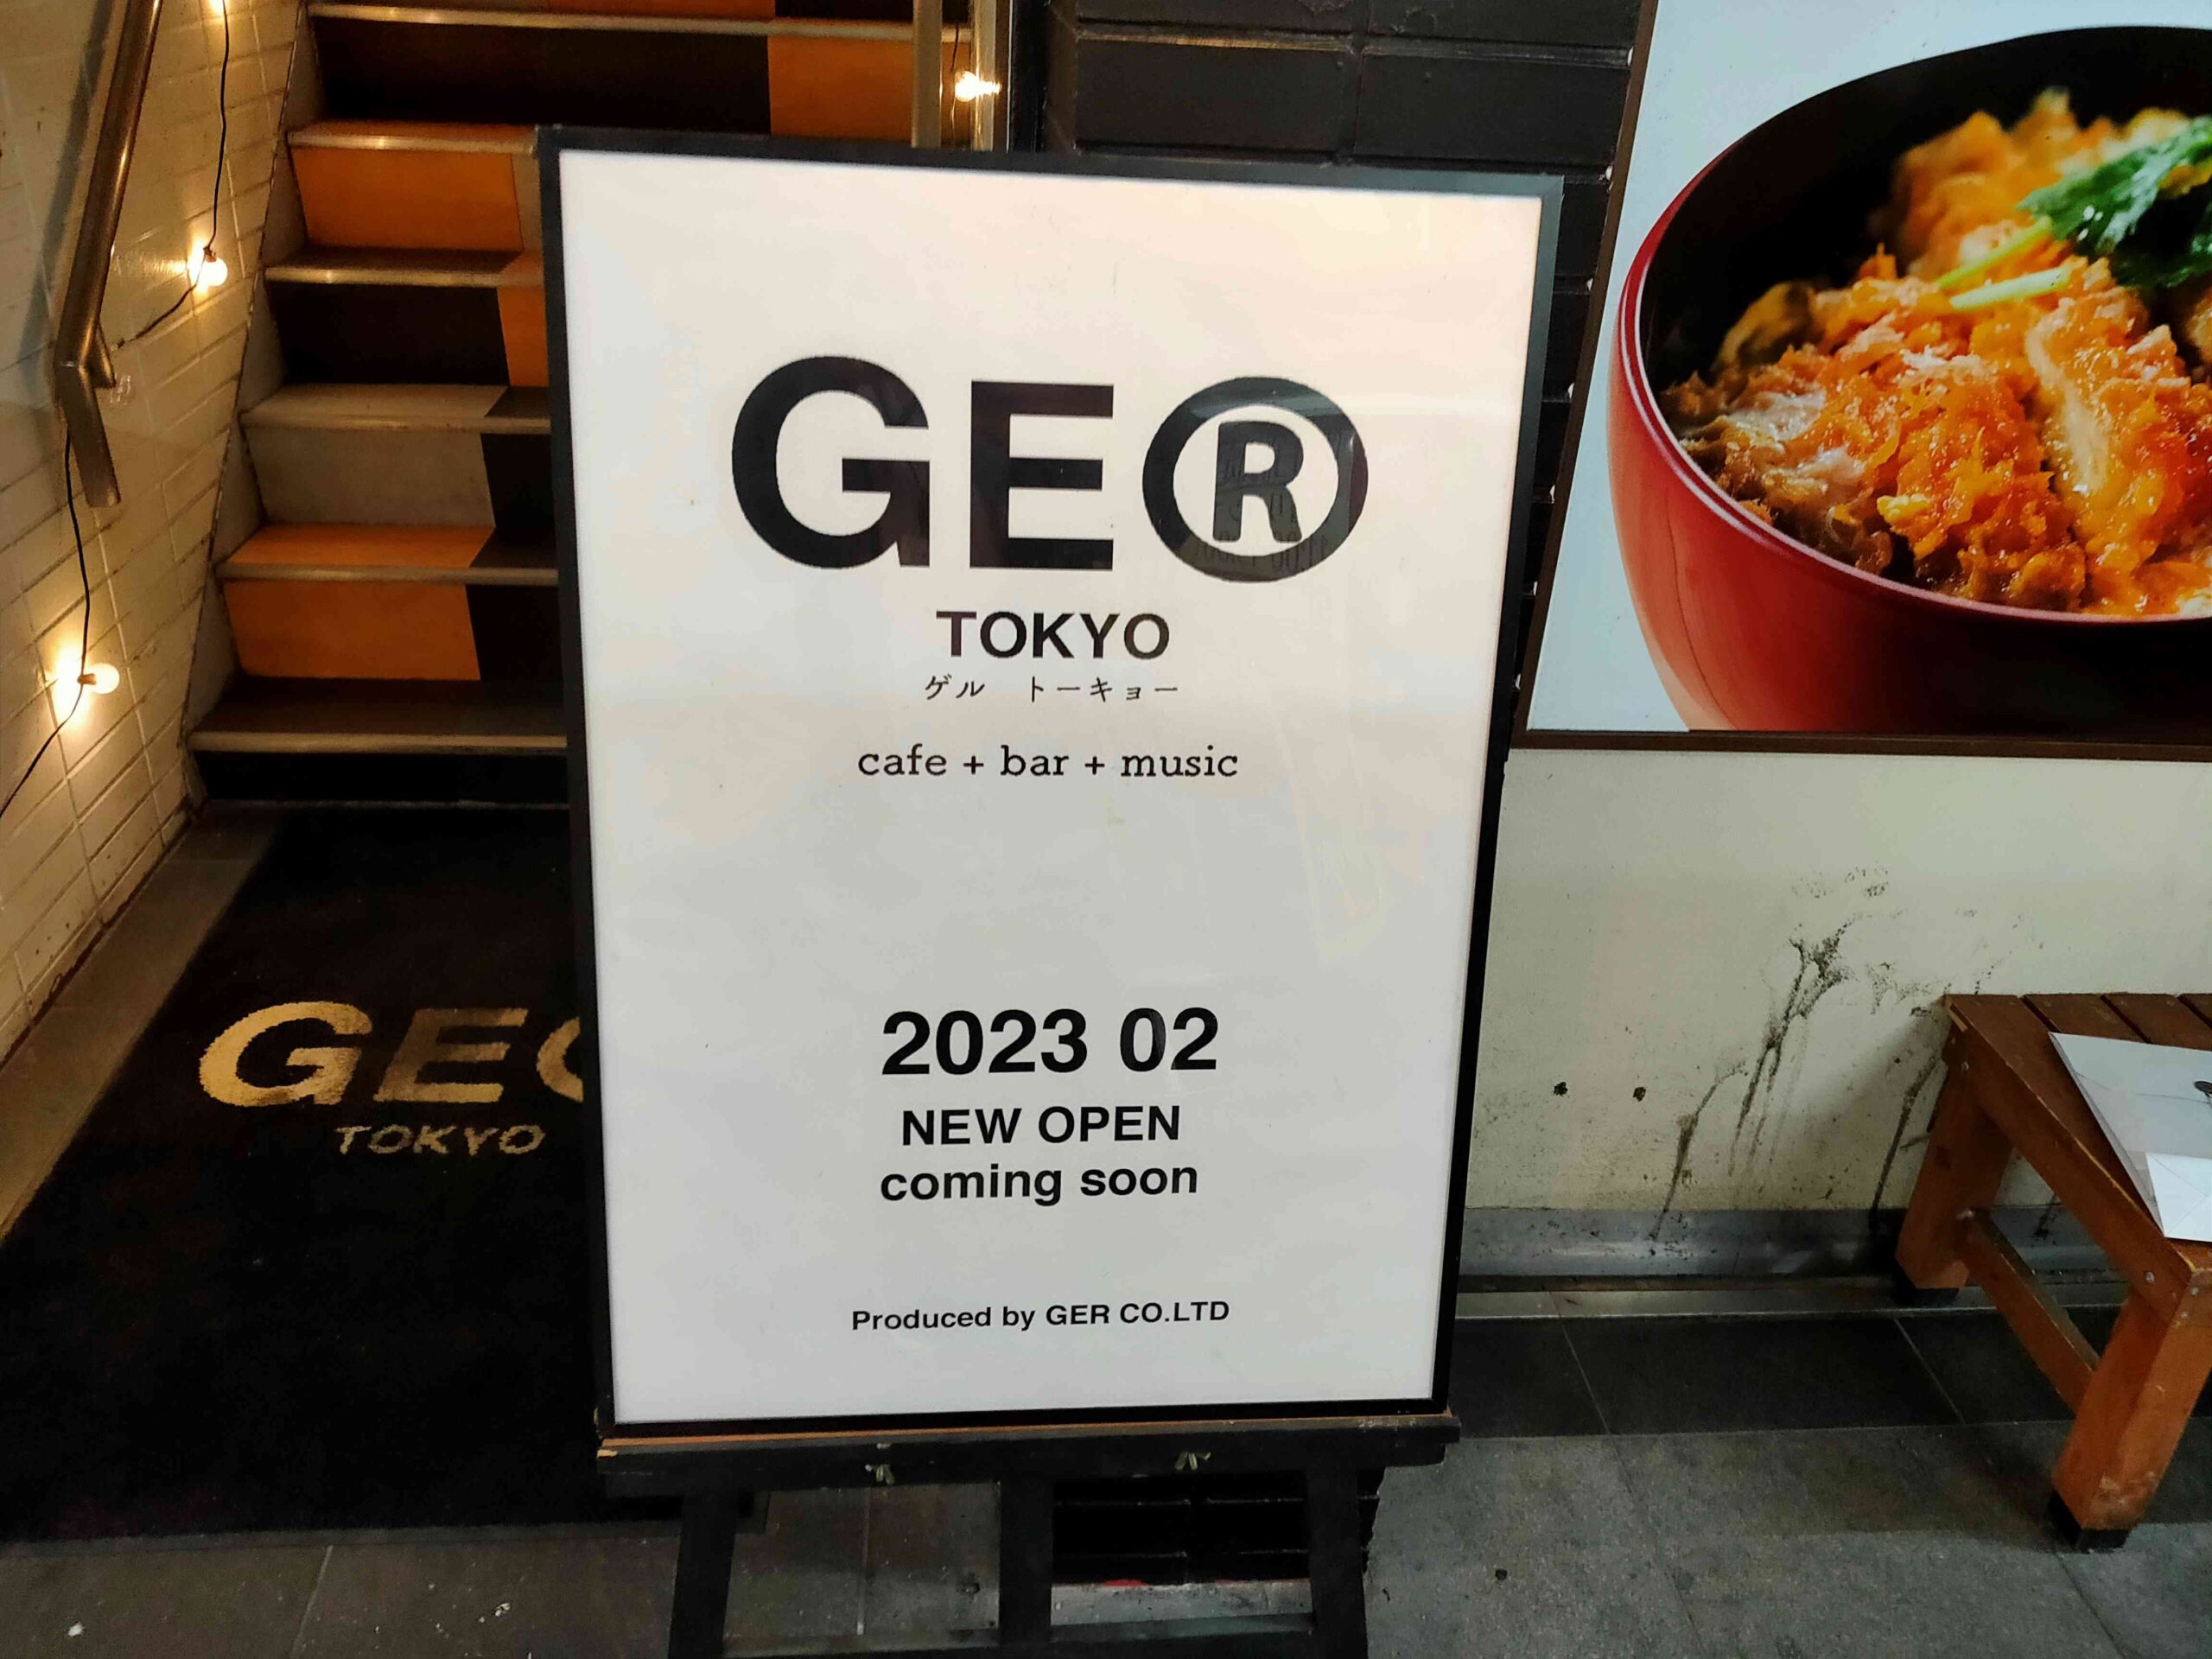 GE®
TOKYO
ゲル トーキョー
cafe + bar + music
2023 02
NEW OPEN
coming soon
Produced by GER CO.LTD
GE
TOKYO